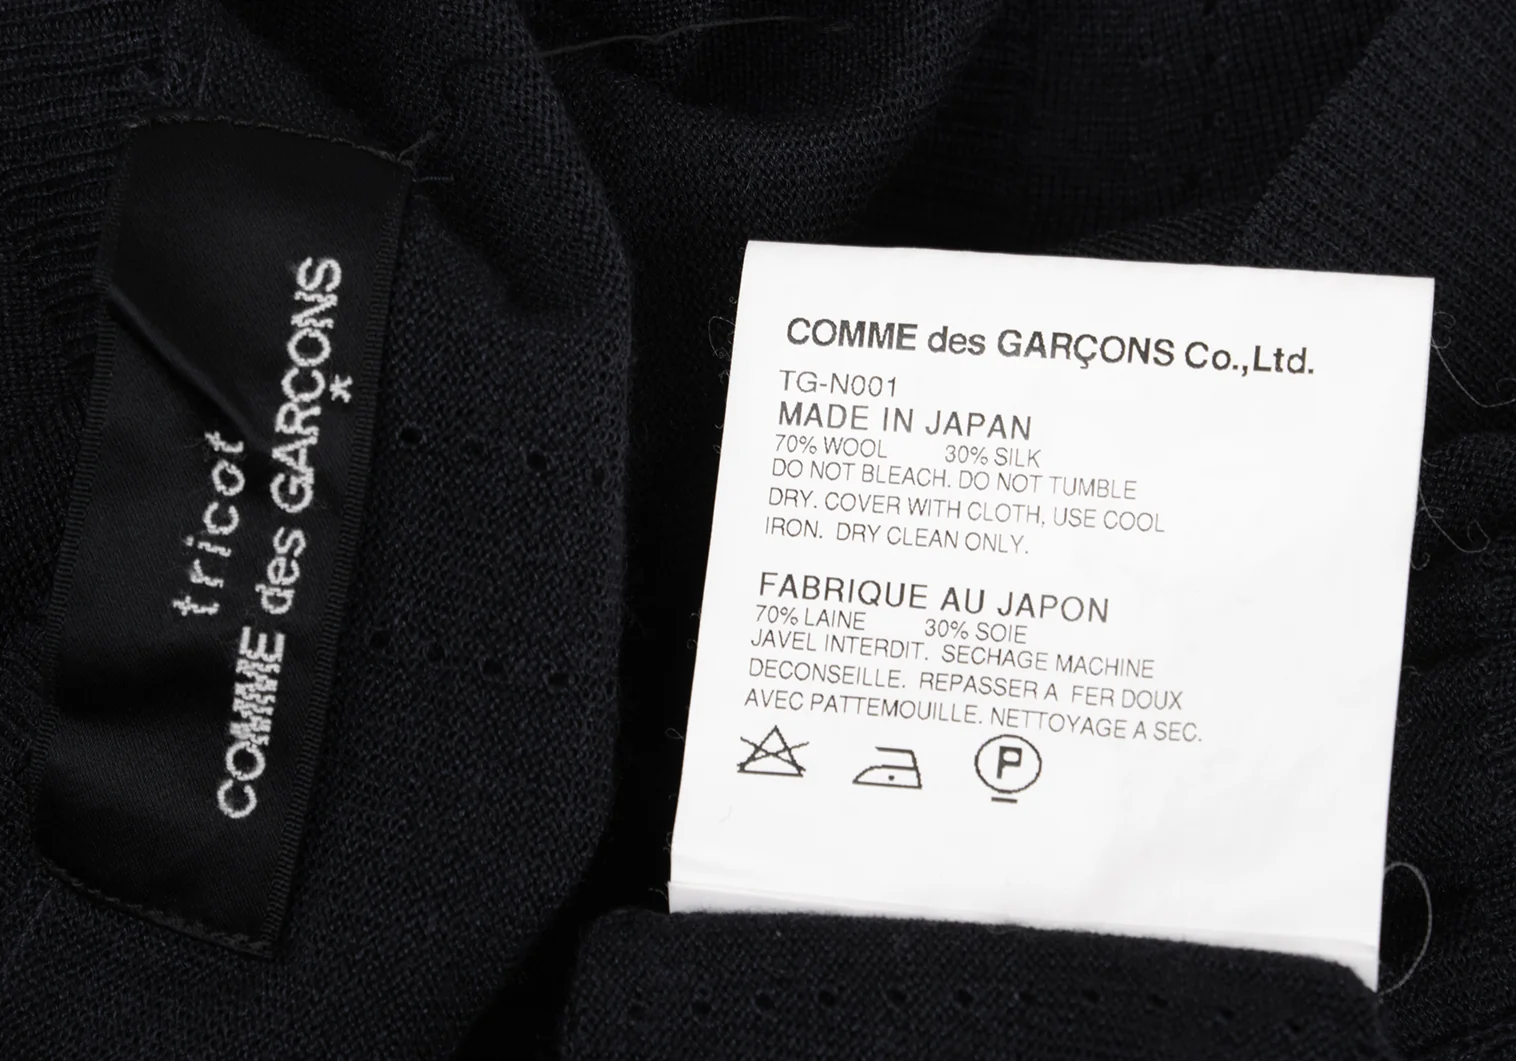 tricot
COMME des GARÇONS
*
COMME des GARÇONS Co.,Ltd.
TG-N001
MADE IN JAPAN
70% WOOL 30% SILK
DO NOT BLEACH. DO NOT TUMBLE
DRY. COVER WITH CLOTH, USE COOL
IRON. DRY CLEAN ONLY.
FABRIQUE AU JAPON
70% LAINE 30% SOIE
JAVEL INTERDIT. SECHAGE MACHINE
DECONSEILLE. REPASSER A FER DOUX
AVEC PATTEMOUILLE. NETTOYAGE A SEC.
P